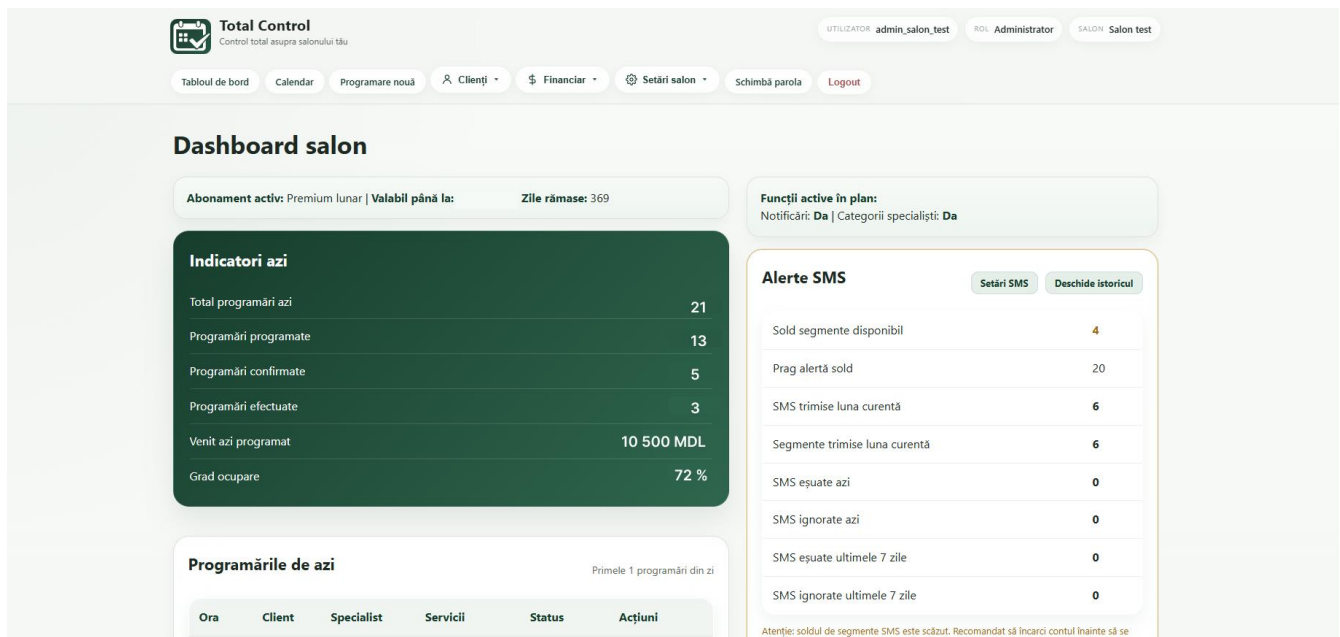 Total Control
Control total asupra salonului tău
UTILIZATOR admin_salon_test
ROL Administrator
SALON Salon test
Tabloul de bord
Calendar
Programare nouă
Clienți
$ Financiar
Setări salon
Schimbă parola
Logout
Dashboard salon
Abonament activ: Premium lunar | Valabil până la: Zile rămase: 369
Funcții active în plan:
Notificări: Da | Categorii specialiști: Da
Indicatori azi
Total programări azi 21
Programări programate 13
Programări confirmate 5
Programări efectuate 3
Venit azi programat 10 500 MDL
Grad ocupare 72 %
Alerte SMS
Setări SMS
Deschide istoricul
Sold segmente disponibil 4
Prag alertă sold 20
SMS trimise luna curentă 6
Segmente trimise luna curentă 6
SMS eșuate azi 0
SMS ignorate azi 0
SMS eșuate ultimele 7 zile 0
SMS ignorate ultimele 7 zile 0
Atenție: soldul de segmente SMS este scăzut. Recomandat să încarci contul înainte să se
Programările de azi
Primele 1 programări din zi
Ora Client Specialist Servicii Status Acțiuni